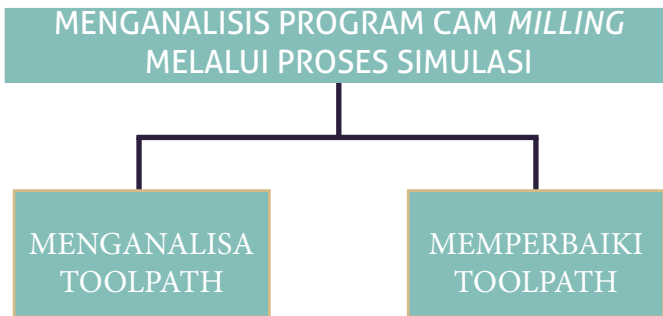 MENGANALISIS PROGRAM CAM MILLING
MELALUI PROSES SIMULASI
MENGANALISA
TOOLPATH
MEMPERBAIKI
TOOLPATH